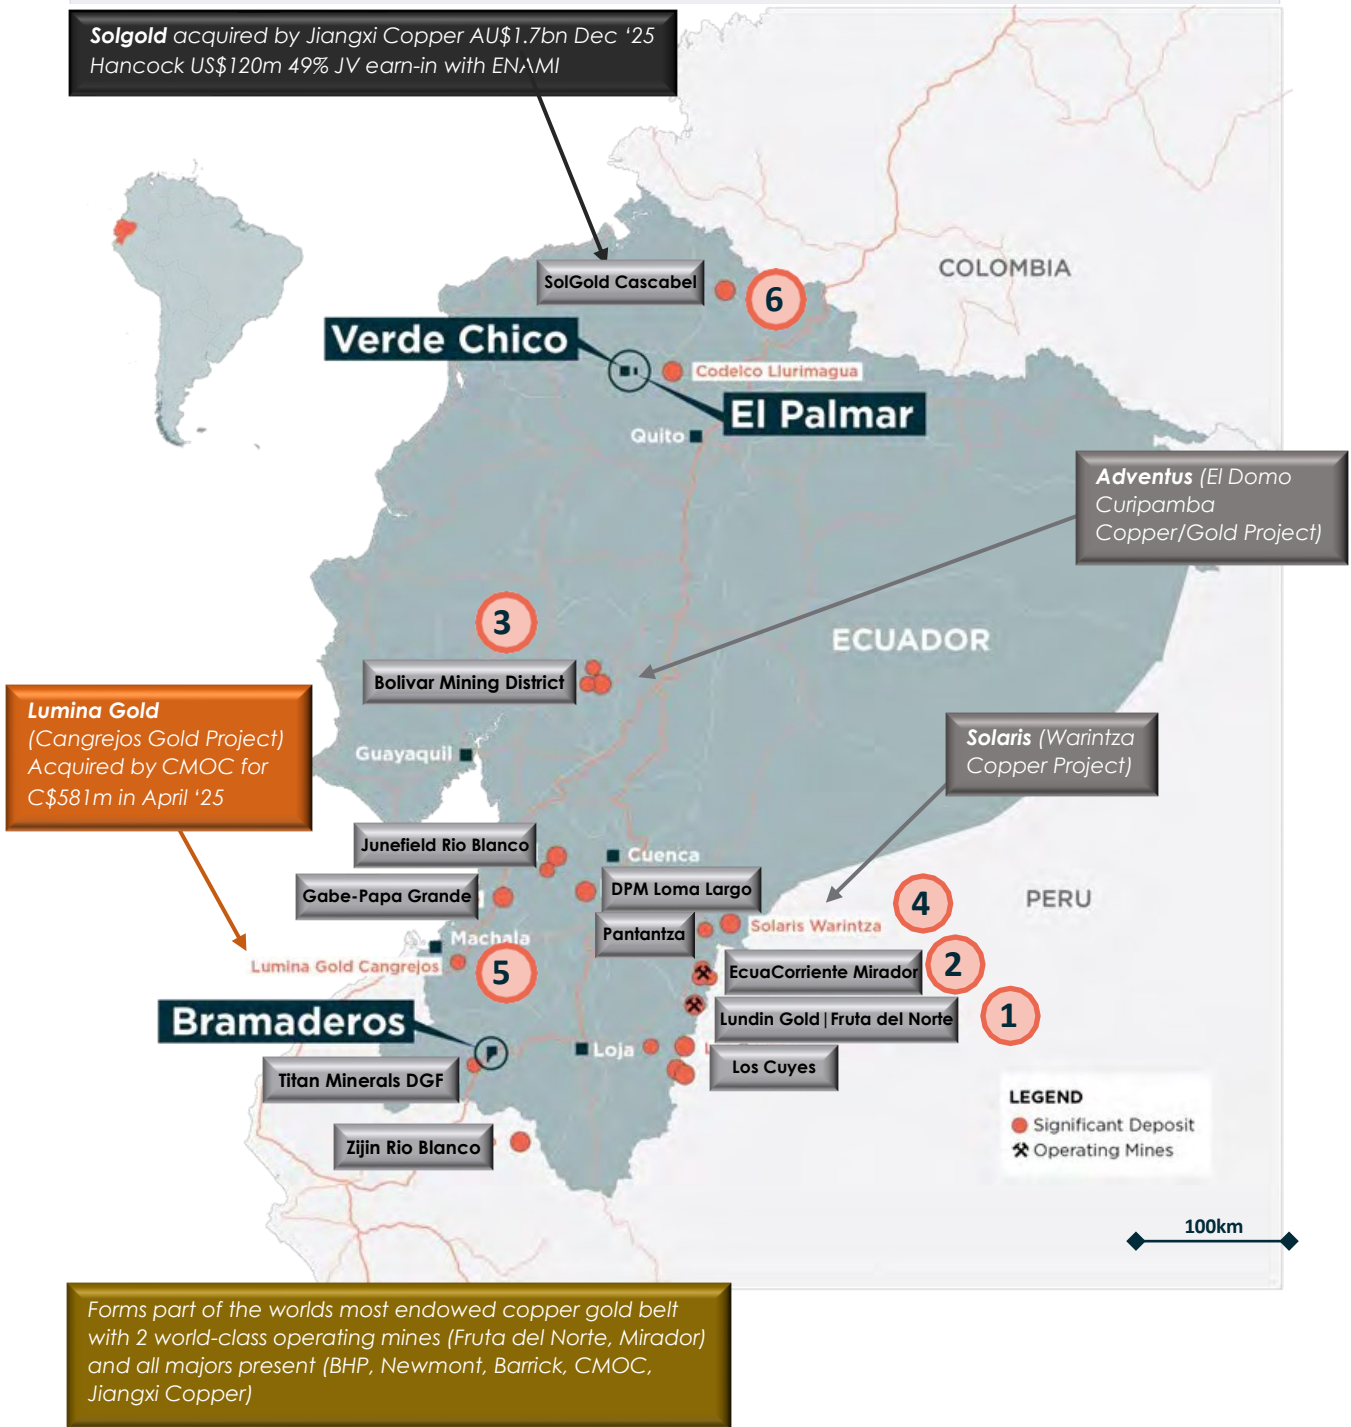 Solgold acquired by Jiangxi Copper AU$1.7bn Dec ‘25
Hancock US$120m 49% JV earn-in with ENAMI
COLOMBIA
SolGold Cascabel
6
Verde Chico
Codelco Llurimagua
El Palmar
Quito
Adventus (El Domo
Curipamba
Copper/Gold Project)
3
ECUADOR
Bolivar Mining District
Lumina Gold
(Cangrejos Gold Project)
Acquired by CMOC for
C$581m in April ‘25
Solaris (Warintza
Copper Project)
Guayaquil
Junefield Rio Blanco
Cuenca
Gabe-Papa Grande
DPM Loma Largo
4
PERU
Pantantza
Solaris Warintza
Machala
Lumina Gold Cangrejos
5
EcuaCorriente Mirador
2
Bramaderos
Lundin Gold|Fruta del Norte
1
Loja
Los Cuyes
Titan Minerals DGF
LEGEND
Significant Deposit
Operating Mines
Zijin Rio Blanco
100km
Forms part of the worlds most endowed copper gold belt
with 2 world-class operating mines (Fruta del Norte, Mirador)
and all majors present (BHP, Newmont, Barrick, CMOC,
Jiangxi Copper)